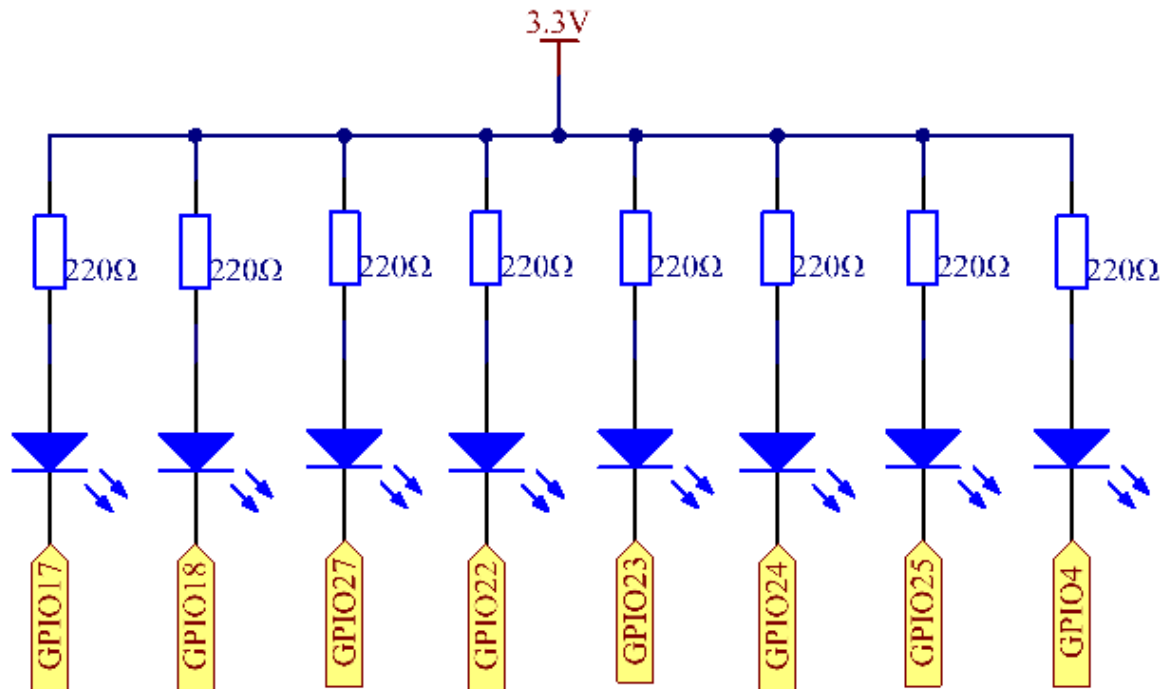 3.3V
220Ω
220Ω
220Ω
220Ω
220Ω
220Ω
220Ω
220Ω
GPIO17
GPIO18
GPIO27
GPIO22
GPIO23
GPIO24
GPIO25
GPIO4